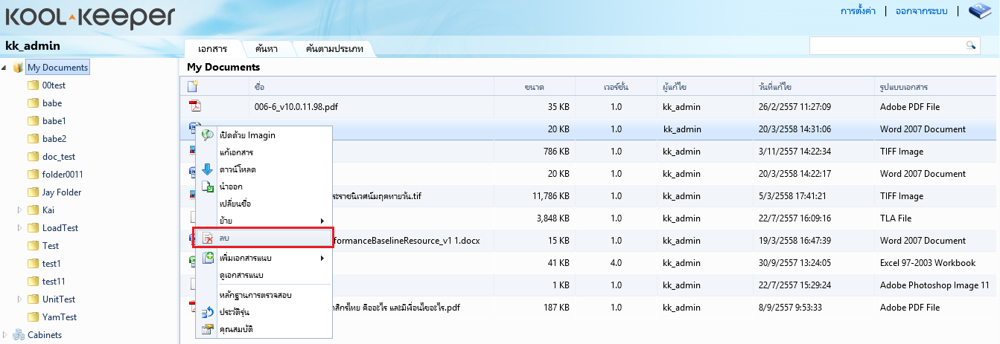 KOOL-KEEPER
การตั้งค่า | ออกจากระบบ |
kk_admin
เอกสาร ค้นหา ค้นตามประเภท
My Documents
00test
babe
babe1
babe2
doc_test
folder0011
Jay Folder
Kai
LoadTest
Test
test1
test11
UnitTest
YamTest
Cabinets
My Documents
ชื่อ ขนาด เวอร์ชั่น ผู้แก้ไข วันที่แก้ไข รูปแบบเอกสาร
006-6_v10.0.11.98.pdf 35 KB 1.0 kk_admin 26/2/2557 11:27:09 Adobe PDF File
20 KB 1.0 kk_admin 20/3/2558 14:31:06 Word 2007 Document
786 KB 1.0 kk_admin 3/11/2557 14:22:34 TIFF Image
20 KB 1.0 kk_admin 20/3/2558 14:22:17 Word 2007 Document
ระราชนิเวศน์มฤคทายวัน.tif 11,786 KB 1.0 kk_admin 5/3/2558 17:41:21 TIFF Image
3,848 KB 1.0 kk_admin 22/7/2557 16:09:16 TLA File
formanceBaselineResource_v1 1.docx 15 KB 1.0 kk_admin 19/3/2558 16:47:39 Word 2007 Document
41 KB 4.0 kk_admin 30/9/2557 13:24:05 Excel 97-2003 Workbook
1 KB 1.0 kk_admin 22/7/2557 15:29:24 Adobe Photoshop Image 11
กสิกรไทย คืออะไร และมีเงื่อนไขอะไร.pdf 187 KB 1.0 kk_admin 8/9/2557 9:53:33 Adobe PDF File
เปิดด้วย Imagin
แก้เอกสาร
ดาวน์โหลด
นำออก
เปลี่ยนชื่อ
ย้าย
ลบ
เพิ่มเอกสารแนบ
ดูเอกสารแนบ
หลักฐานการตรวจสอบ
ประวัติรุ่น
คุณสมบัติ